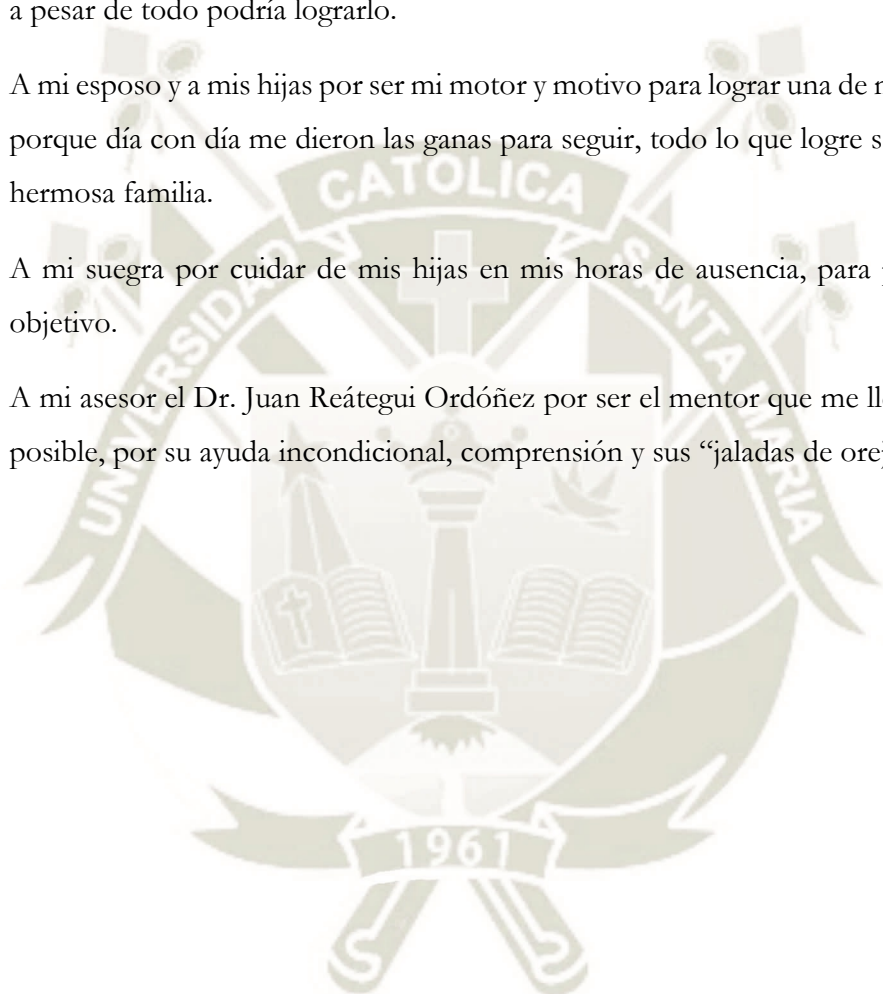 a pesar de todo podría lograrlo.
A mi esposo y a mis hijas por ser mi motor y motivo para lograr una de
porque día con día me dieron las ganas para seguir, todo lo que logre
hermosa familia.
A mi suegra por cuidar de mis hijas en mis horas de ausencia, para
objetivo.
A mi asesor el Dr. Juan Reátegui Ordóñez por ser el mentor que me
posible, por su ayuda incondicional, comprensión y sus “jaladas de
UNIVERSIDAD CATOLICA SANTA MARIA
1961